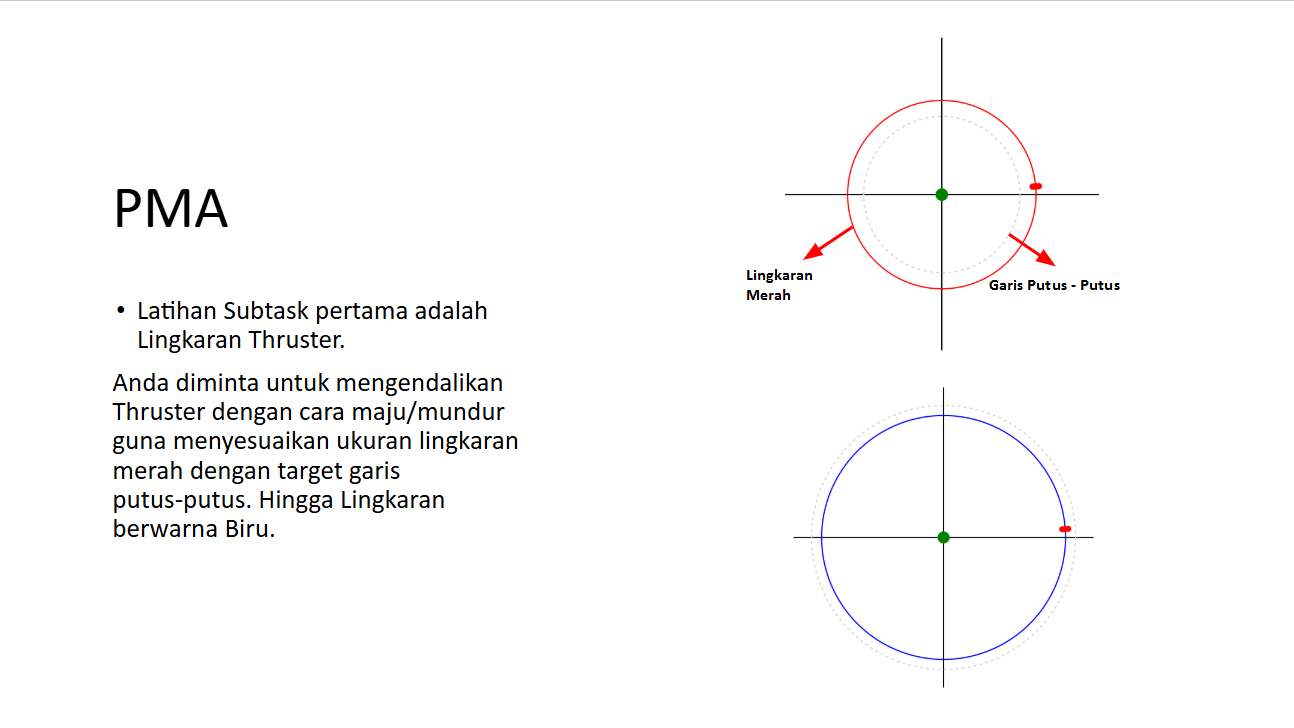 PMA
• Latihan Subtask pertama adalah
Lingkaran Thruster.
Anda diminta untuk mengendalikan
Thruster dengan cara maju/mundur
guna menyesuaikan ukuran lingkaran
merah dengan target garis
putus-putus. Hingga Lingkaran
berwarna Biru.
Lingkaran
Merah
Garis Putus - Putus